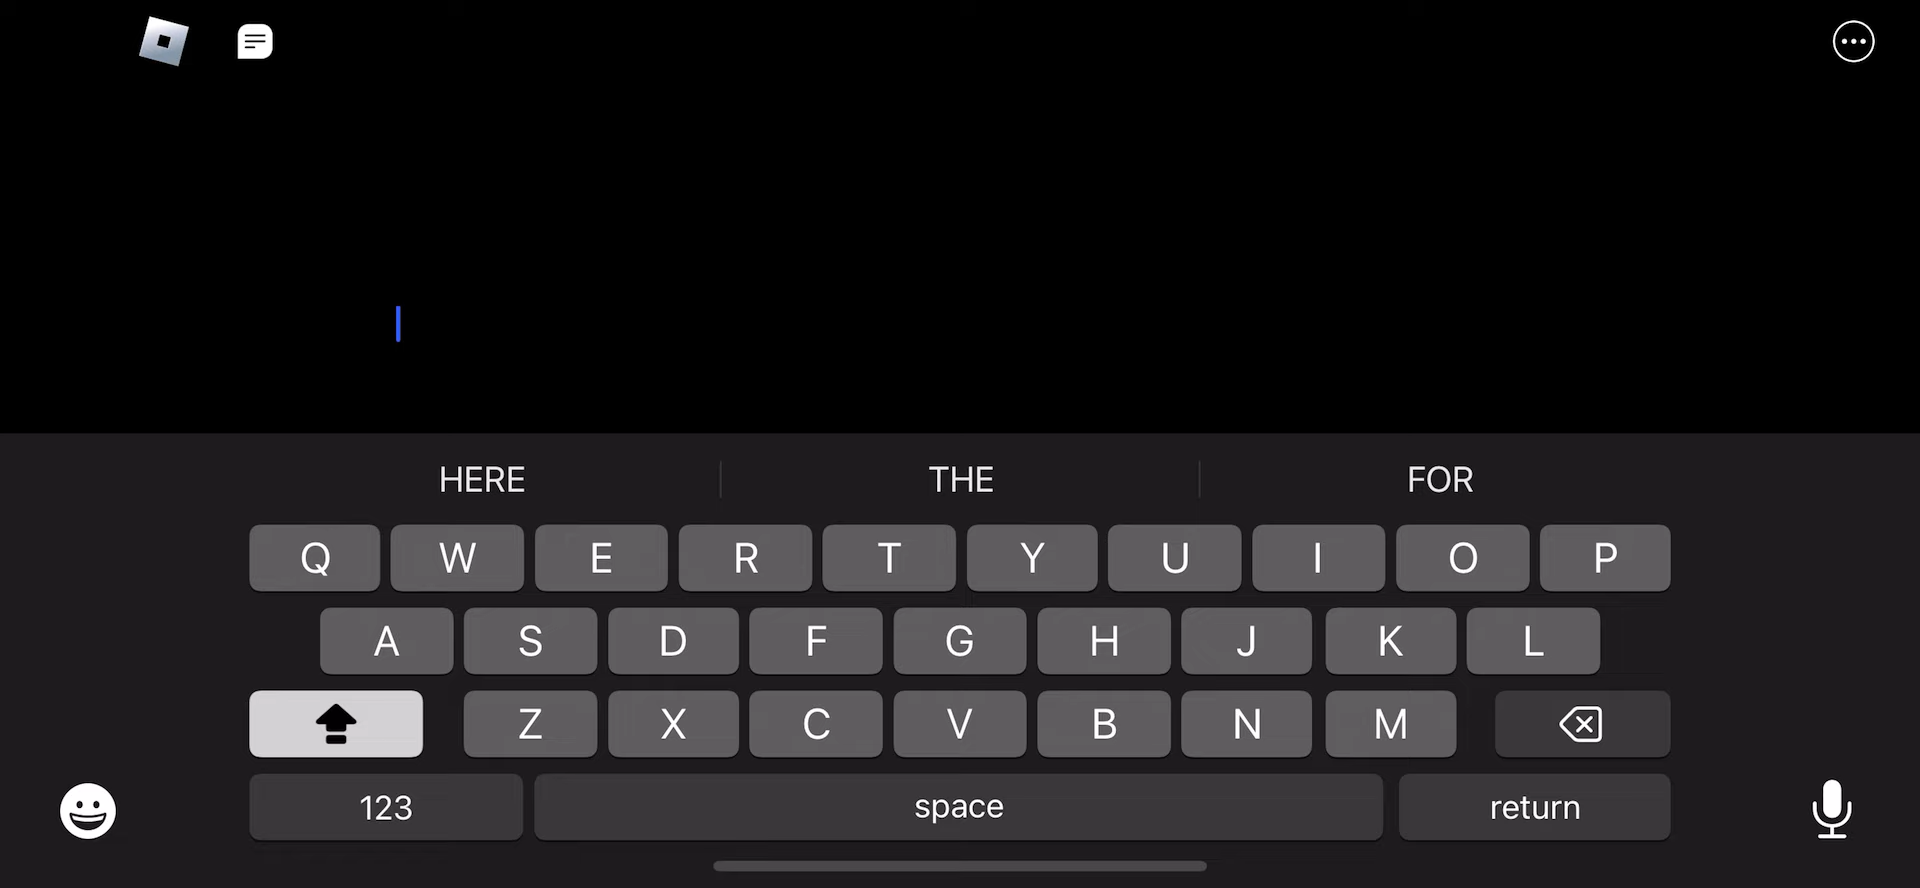 HERE THE FOR
Q W E R T Y U I O P
A S D F G H J K L
Z X C V B N M
123 space return